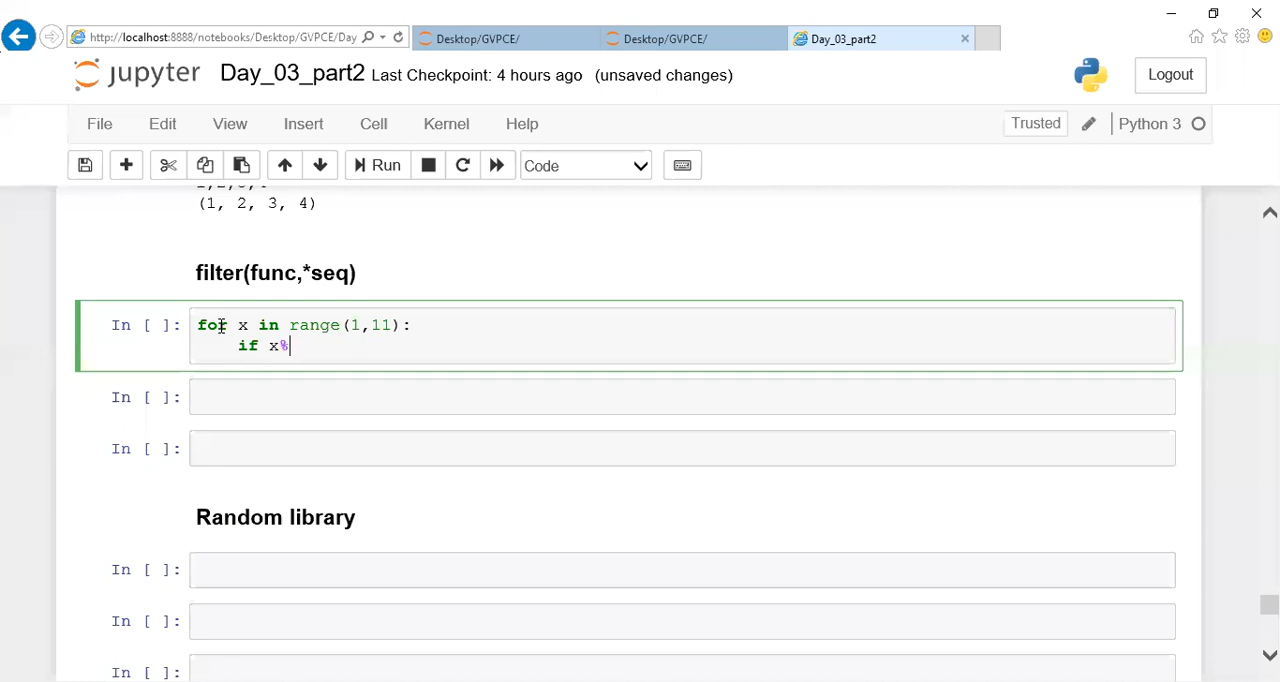 http://localhost:8888/notebooks/Desktop/GVPCE/Day
Desktop/GVPCE/
Desktop/GVPCE/
Day_03_part2
jupyter Day_03_part2 Last Checkpoint: 4 hours ago (unsaved changes)
Logout
File Edit View Insert Cell Kernel Help
Trusted
Python 3
Run
Code
(1, 2, 3, 4)
filter(func,*seq)
In [ ]: for x in range(1,11):
if x%
In [ ]:
In [ ]:
Random library
In [ ]:
In [ ]:
In [ ]: